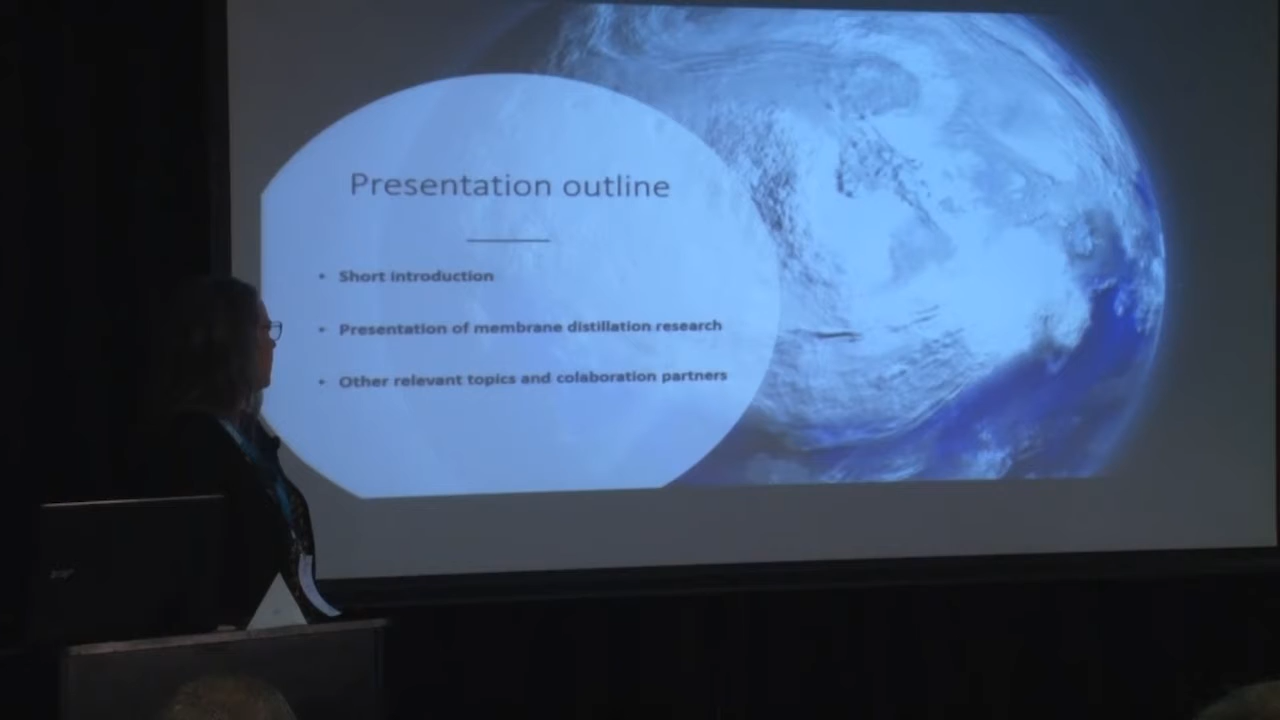 Presentation outline
• Short introduction
• Presentation of membrane distillation research
• Other relevant topics and colaboration partners